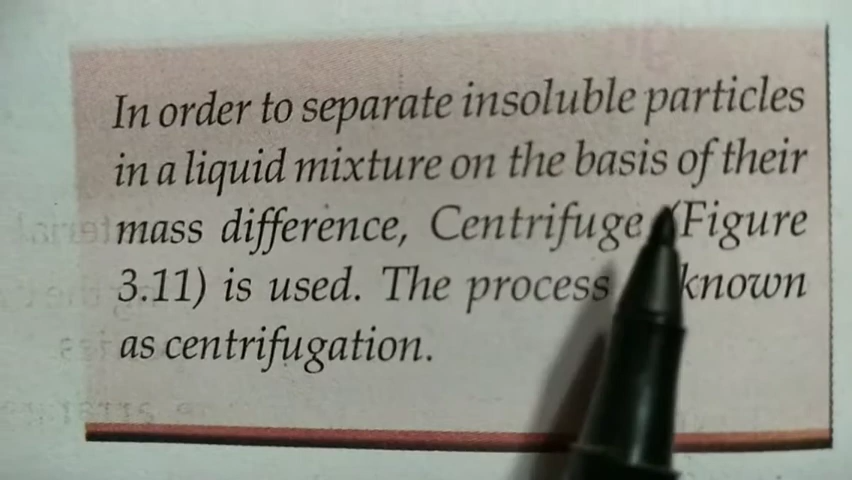 In order to separate insoluble particles
in a liquid mixture on the basis of their
mass difference, Centrifuge (Figure
3.11) is used. The process known
as centrifugation.